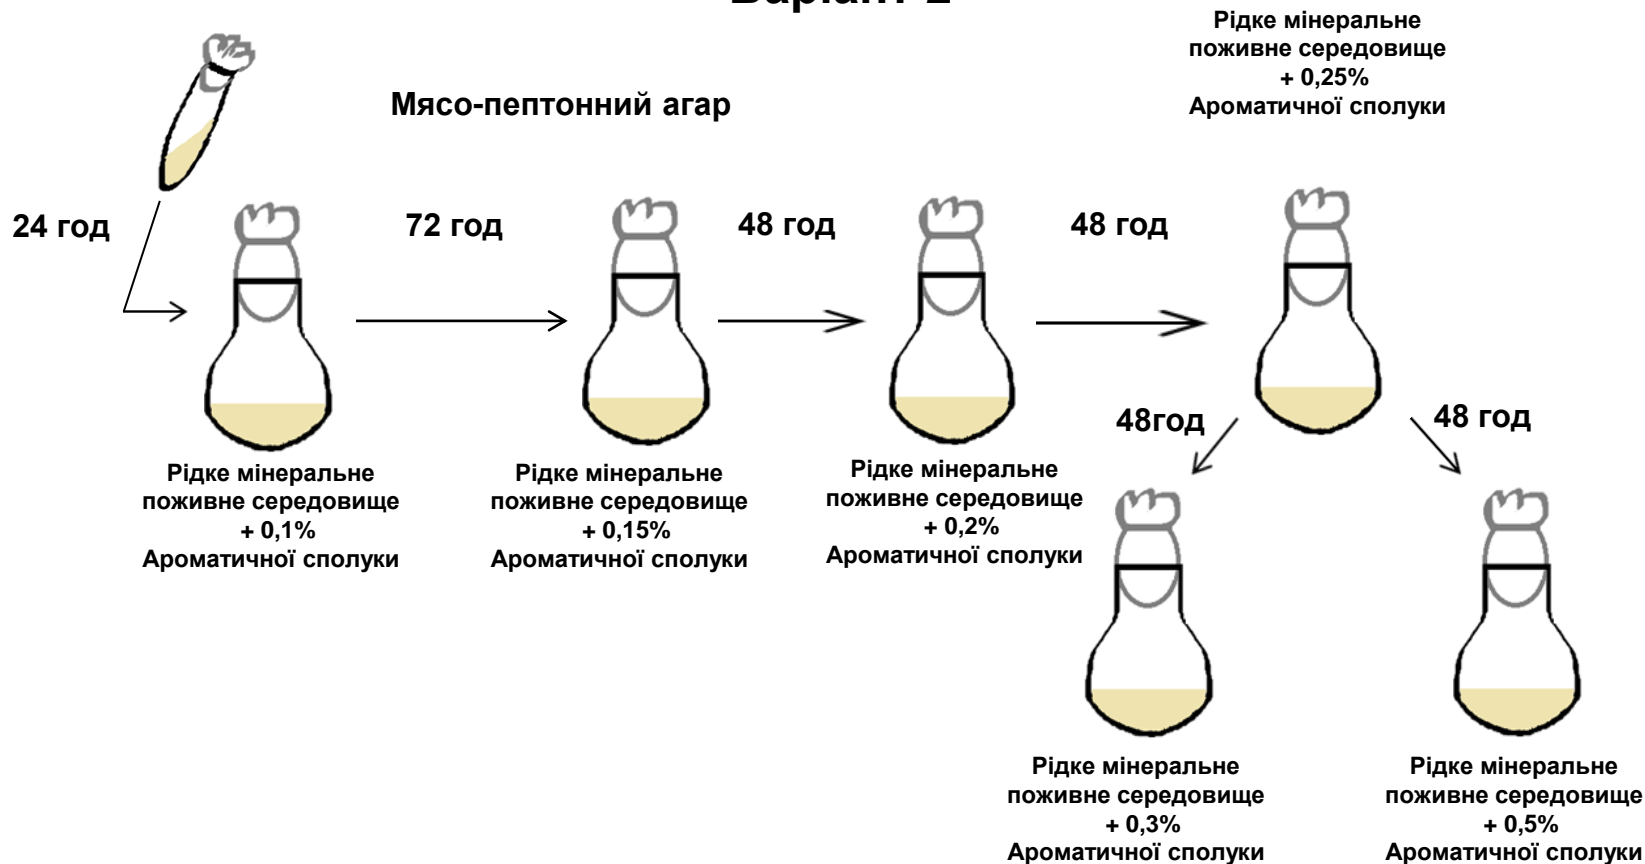 Варіант 2
Рідке мінеральне
поживне середовище
+ 0,25%
Ароматичної сполуки
Мясо-пептонний агар
24 год
72 год
48 год
48 год
Рідке мінеральне
поживне середовище
+ 0,1%
Ароматичної сполуки
Рідке мінеральне
поживне середовище
+ 0,15%
Ароматичної сполуки
Рідке мінеральне
поживне середовище
+ 0,2%
Ароматичної сполуки
48год
48 год
Рідке мінеральне
поживне середовище
+ 0,3%
Ароматичної сполуки
Рідке мінеральне
поживне середовище
+ 0,5%
Ароматичної сполуки